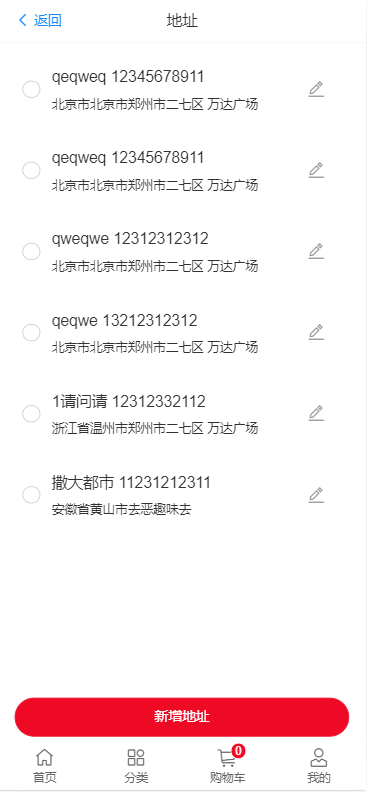 返回
地址
qeqweq 12345678911
北京市北京市郑州市二七区 万达广场
qeqweq 12345678911
北京市北京市郑州市二七区 万达广场
qweqwe 12312312312
北京市北京市郑州市二七区 万达广场
qeqwe 13212312312
北京市北京市郑州市二七区 万达广场
1请问请 12312332112
浙江省温州市郑州市二七区 万达广场
撒大都市 11231212311
安徽省黄山市去恶趣味去
新增地址
0
首页
分类
购物车
我的